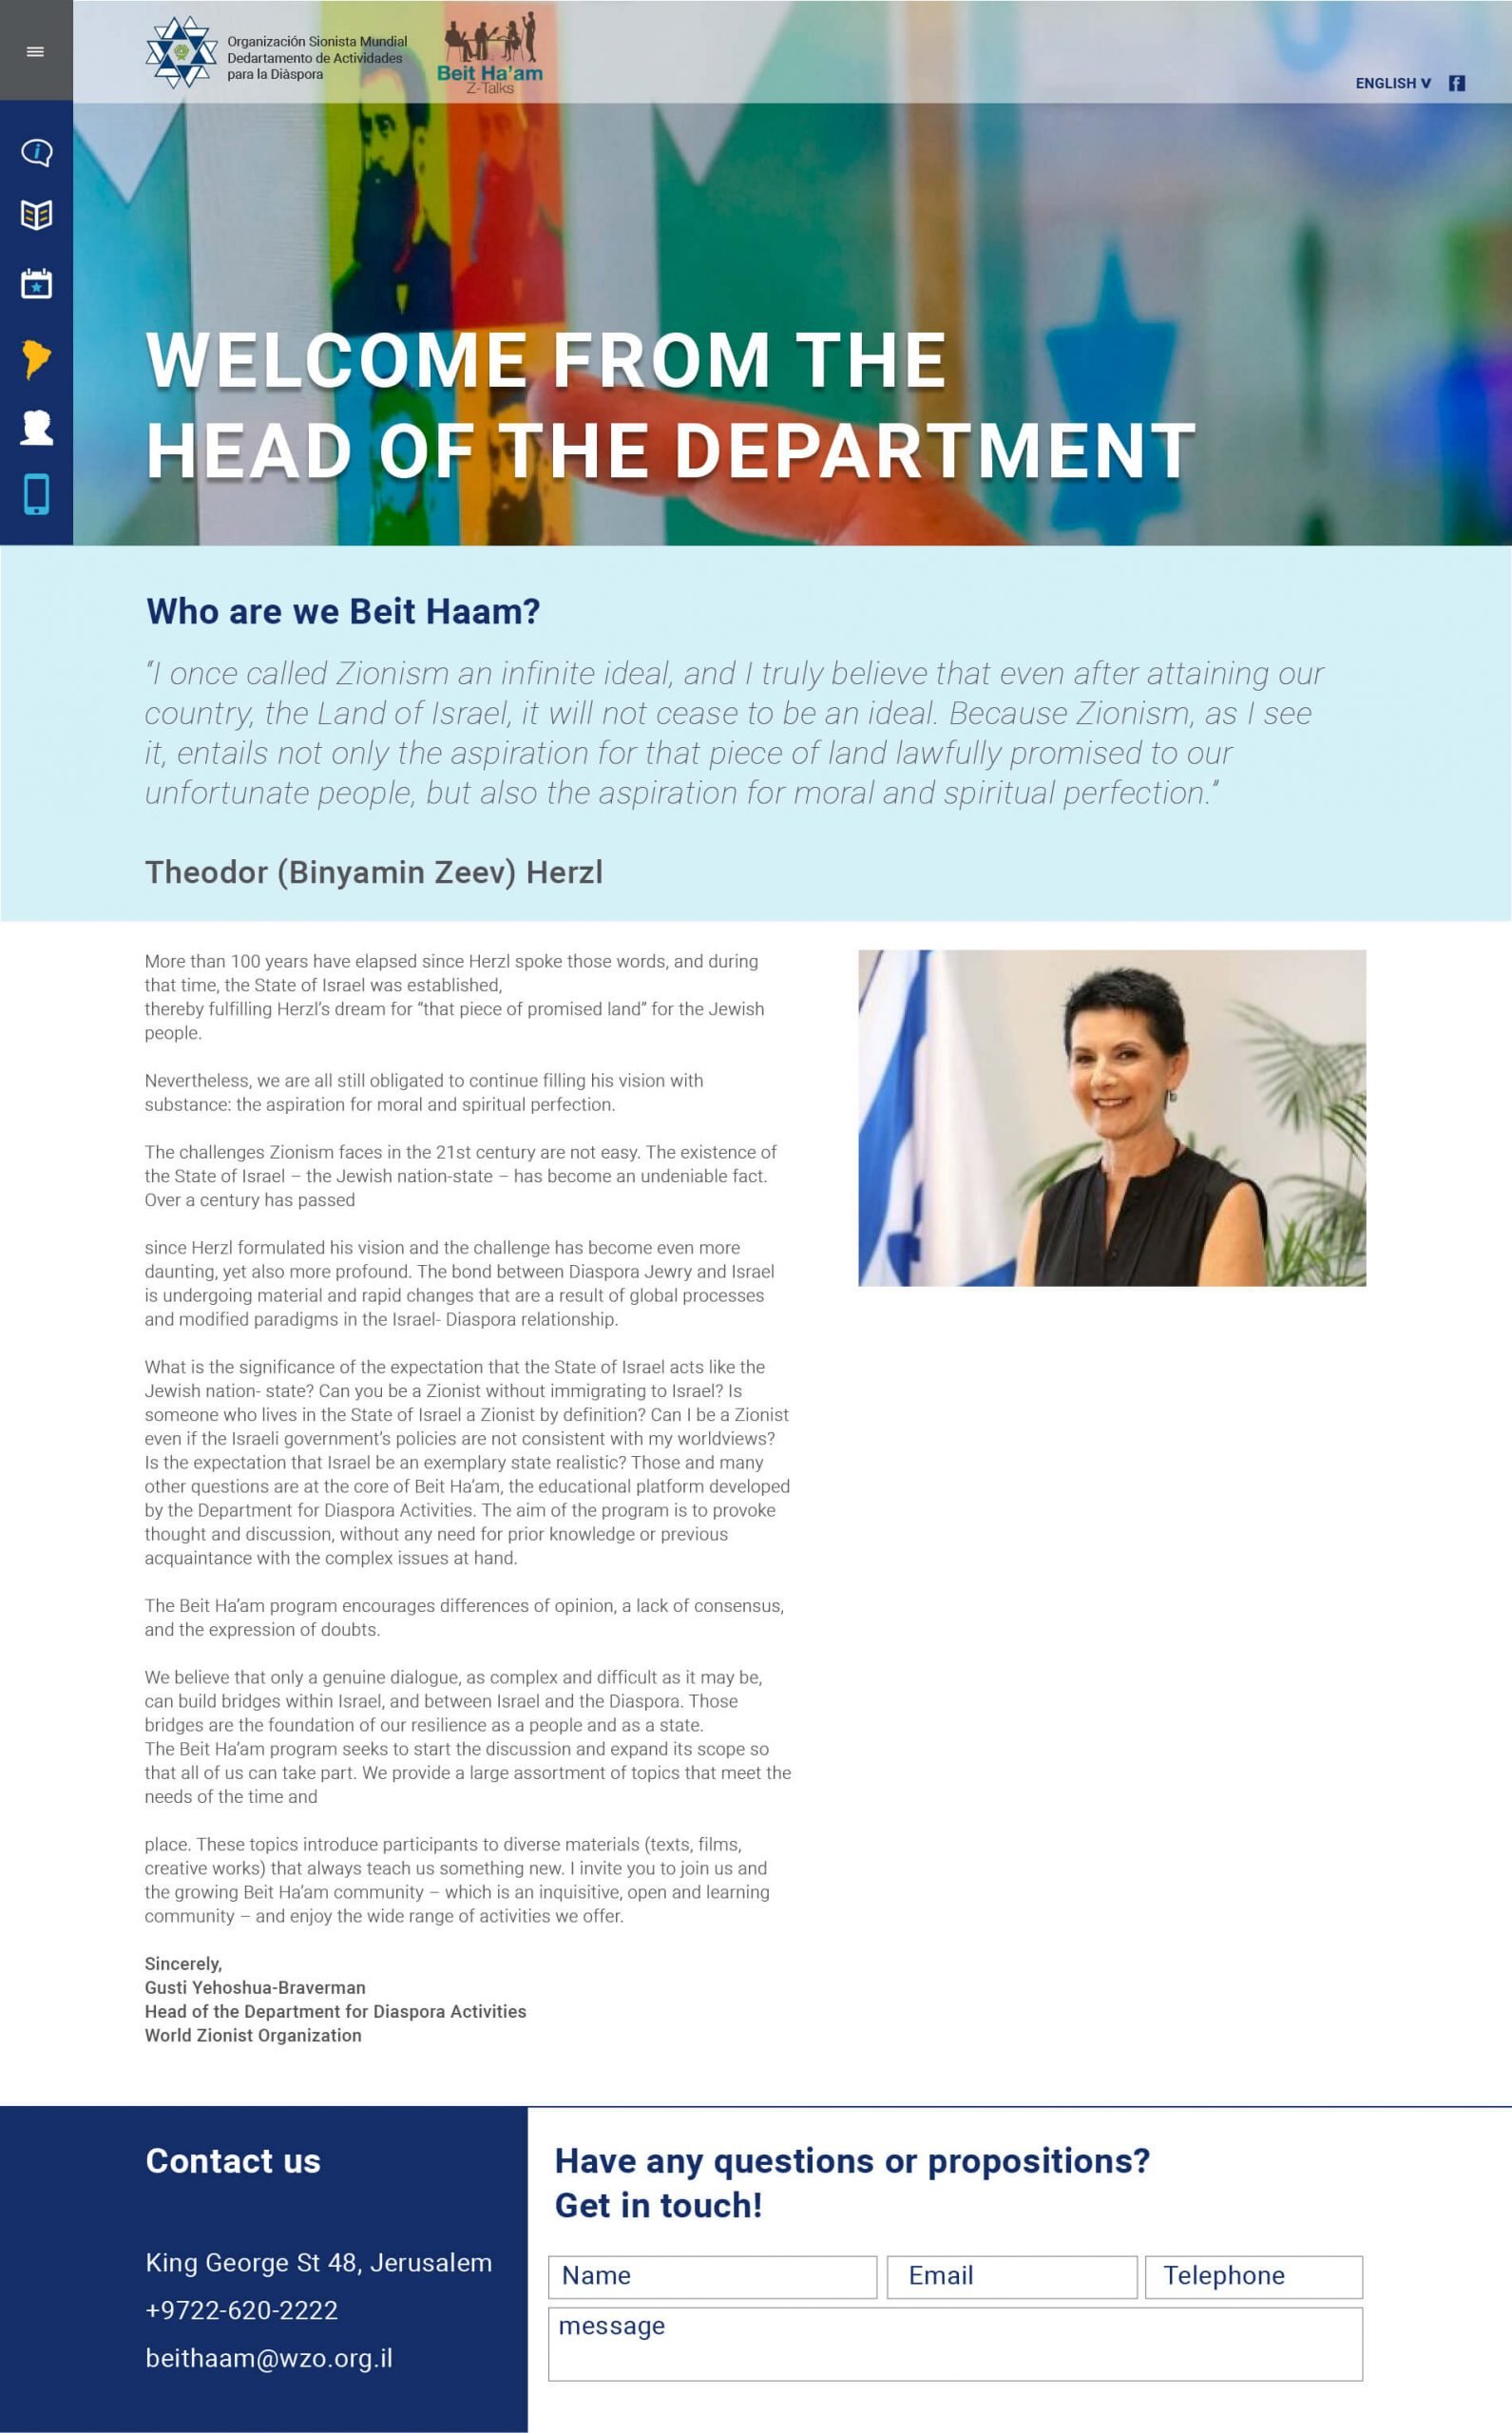 Organización Sionista Mundial
Dedartamento de Actividades
para la Diàspora
Beit Ha'am
Z-Talks
ENGLISH V
WELCOME FROM THE
HEAD OF THE DEPARTMENT
Who are we Beit Haam?
"I once called Zionism an infinite ideal, and I truly believe that even after attaining our
country, the Land of Israel, it will not cease to be an ideal. Because Zionism, as I see
it, entails not only the aspiration for that piece of land lawfully promised to our
unfortunate people, but also the aspiration for moral and spiritual perfection."
Theodor (Binyamin Zeev) Herzl
More than 100 years have elapsed since Herzl spoke those words, and during
that time, the State of Israel was established,
thereby fulfilling Herzl's dream for "that piece of promised land" for the Jewish
people.
Nevertheless, we are all still obligated to continue filling his vision with
substance: the aspiration for moral and spiritual perfection.
The challenges Zionism faces in the 21st century are not easy. The existence of
the State of Israel – the Jewish nation-state – has become an undeniable fact.
Over a century has passed
since Herzl formulated his vision and the challenge has become even more
daunting, yet also more profound. The bond between Diaspora Jewry and Israel
is undergoing material and rapid changes that are a result of global processes
and modified paradigms in the Israel- Diaspora relationship.
What is the significance of the expectation that the State of Israel acts like the
Jewish nation- state? Can you be a Zionist without immigrating to Israel? Is
someone who lives in the State of Israel a Zionist by definition? Can I be a Zionist
even if the Israeli government's policies are not consistent with my worldviews?
Is the expectation that Israel be an exemplary state realistic? Those and many
other questions are at the core of Beit Ha'am, the educational platform developed
by the Department for Diaspora Activities. The aim of the program is to provoke
thought and discussion, without any need for prior knowledge or previous
acquaintance with the complex issues at hand.
The Beit Ha'am program encourages differences of opinion, a lack of consensus,
and the expression of doubts.
We believe that only a genuine dialogue, as complex and difficult as it may be,
can build bridges within Israel, and between Israel and the Diaspora. Those
bridges are the foundation of our resilience as a people and as a state.
The Beit Ha'am program seeks to start the discussion and expand its scope so
that all of us can take part. We provide a large assortment of topics that meet the
needs of the time and
place. These topics introduce participants to diverse materials (texts, films,
creative works) that always teach us something new. I invite you to join us and
the growing Beit Ha'am community – which is an inquisitive, open and learning
community – and enjoy the wide range of activities we offer.
Sincerely,
Gusti Yehoshua-Braverman
Head of the Department for Diaspora Activities
World Zionist Organization
Contact us
King George St 48, Jerusalem
+9722-620-2222
beithaam@wzo.org.il
Have any questions or propositions?
Get in touch!
Name
Email
Telephone
message